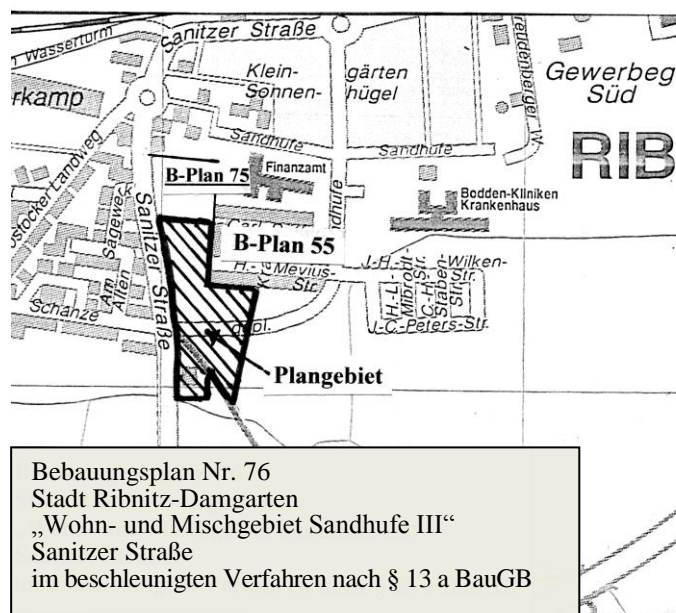 Sanitzer Straße
Wasserturm
Klein-
gärten
Sonnen-
hügel
Gewerbeg
Süd
RIB
Sandhufe
Sandhufe
Finanzamt
B-Plan 75
Bodden-Kliniken
Krankenhaus
B-Plan 55
Sanitzer Straße
Am
Alten
Sägewerk
Mevius-
Str.
J.-H.-
Wilken-
Str.
J.-C.-Peters-Str.
Schanze
Plangebiet
Bebauungsplan Nr. 76
Stadt Ribnitz-Damgarten
„Wohn- und Mischgebiet Sandhufe III“
Sanitzer Straße
im beschleunigten Verfahren nach § 13 a BauGB